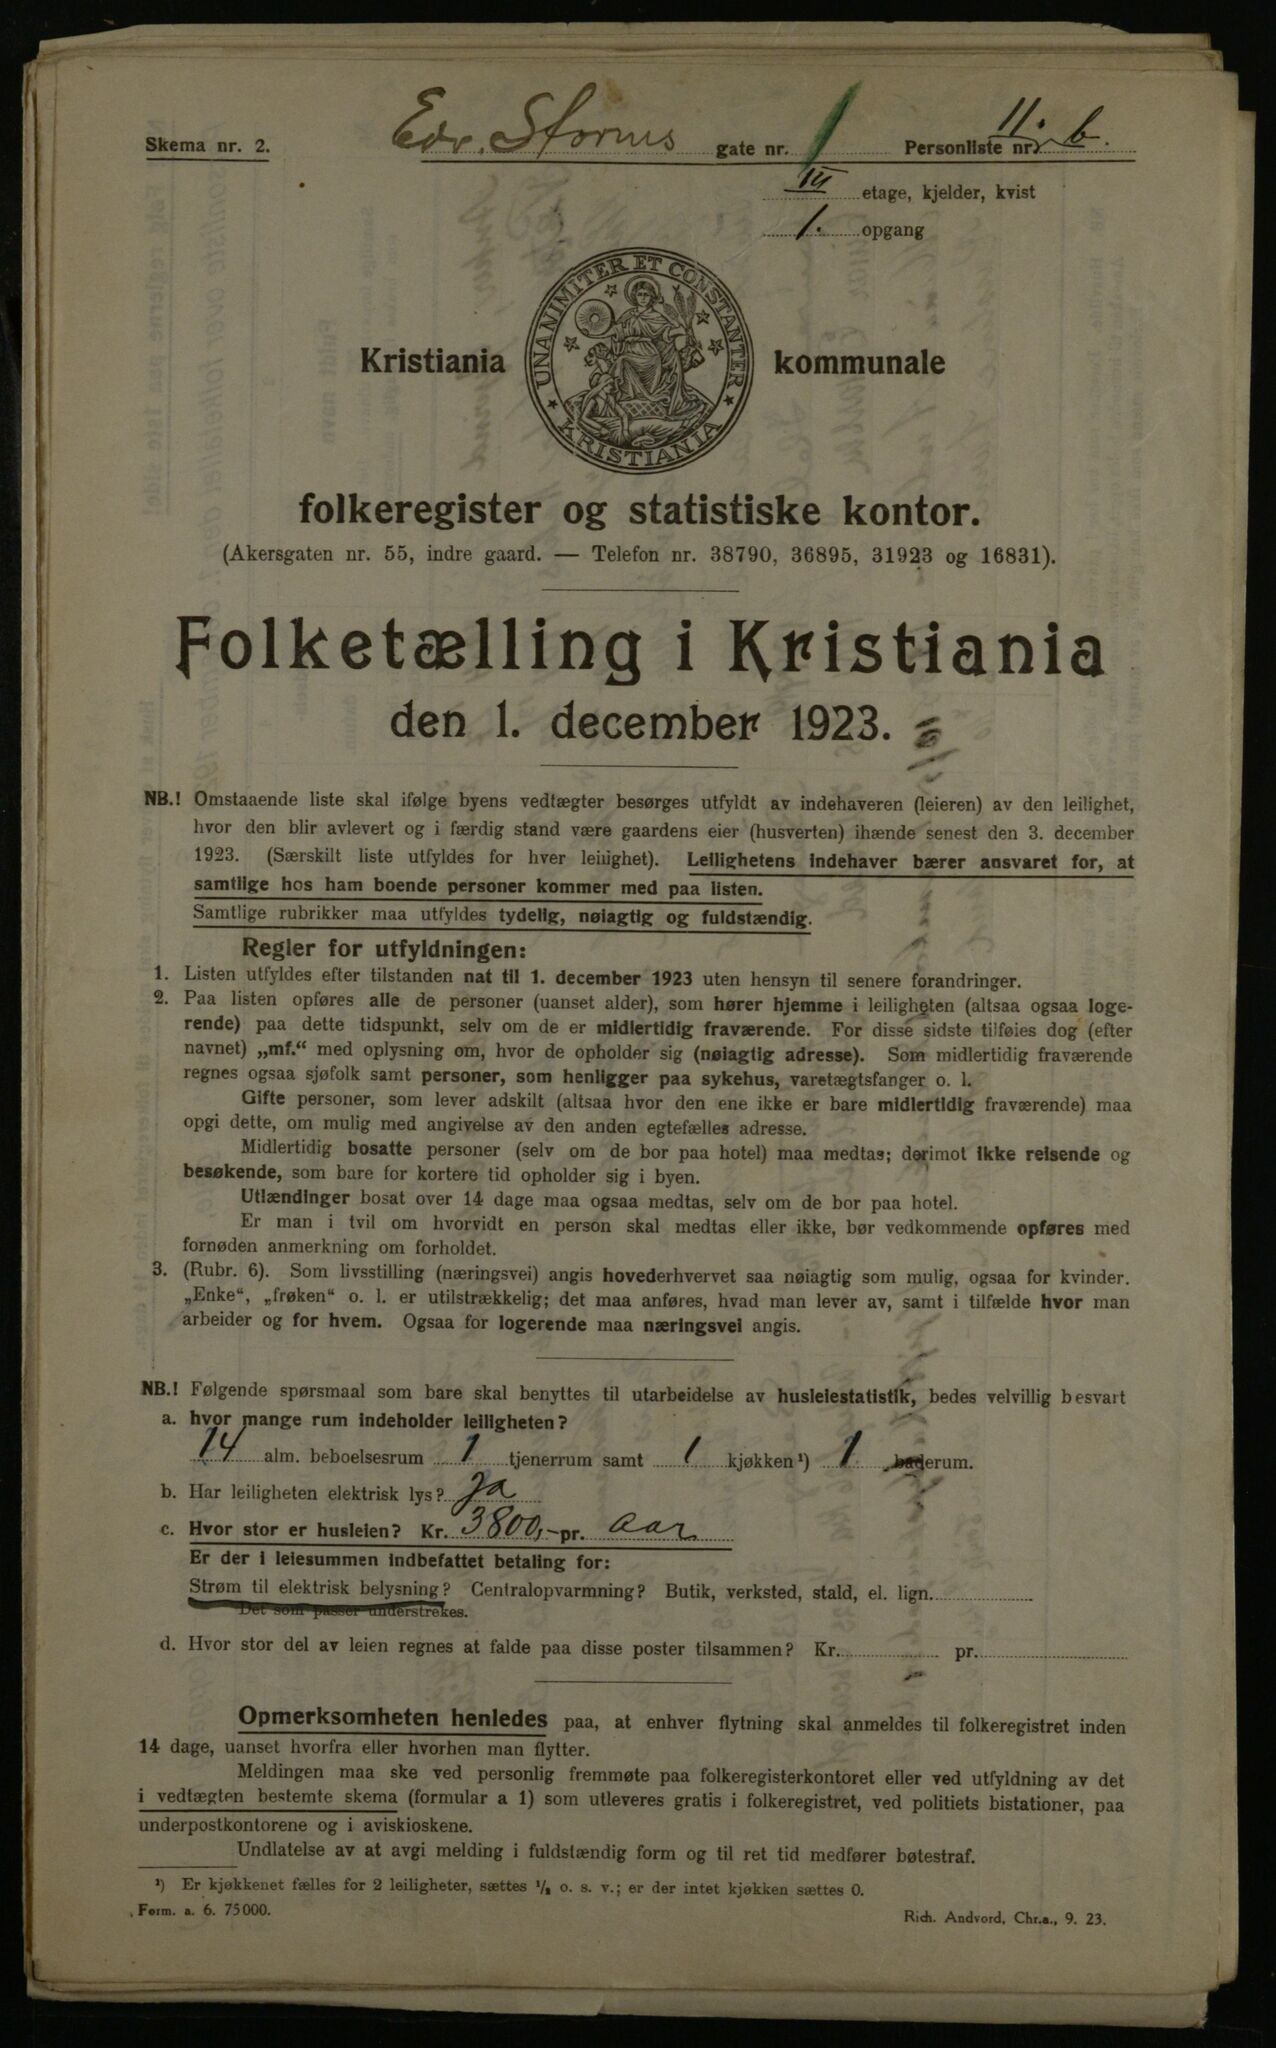 Skema nr. 2.
Edv. Storms gate nr. 1 Personliste nr. 11. b.
III etage, kjelder, kvist
1. opgang
UNANIMITER ET CONSTANTER
KRISTIANIA
Kristiania kommunale
folkeregister og statistiske kontor.
(Akersgaten nr. 55, indre gaard. — Telefon nr. 38790, 36895, 31923 og 16831).
Folketælling i Kristiania
den 1. december 1923.
NB.! Omstaaende liste skal ifølge byens vedtægter besørges utfyldt av indehaveren (leieren) av den leilighet,
hvor den blir avlevert og i færdig stand være gaardens eier (husverten) ihænde senest den 3. december
1923. (Særskilt liste utfyldes for hver leilighet). Leilighetens indehaver bærer ansvaret for, at
samtlige hos ham boende personer kommer med paa listen.
Samtlige rubrikker maa utfyldes tydelig, nøiagtig og fuldstændig.
Regler for utfyldningen:
1. Listen utfyldes efter tilstanden nat til 1. december 1923 uten hensyn til senere forandringer.
2. Paa listen opføres alle de personer (uanset alder), som hører hjemme i leiligheten (altsaa ogsaa loge-
rende) paa dette tidspunkt, selv om de er midlertidig fraværende. For disse sidste tilføies dog (efter
navnet) „mf.“ med oplysning om, hvor de opholder sig (nøiagtig adresse). Som midlertidig fraværende
regnes ogsaa sjøfolk samt personer, som henligger paa sykehus, varetægtsfanger o. l.
Gifte personer, som lever adskilt (altsaa hvor den ene ikke er bare midlertidig fraværende) maa
opgi dette, om mulig med angivelse av den anden egtefælles adresse.
Midlertidig bosatte personer (selv om de bor paa hotel) maa medtas; derimot ikke reisende og
besøkende, som bare for kortere tid opholder sig i byen.
Utlændinger bosat over 14 dage maa ogsaa medtas, selv om de bor paa hotel.
Er man i tvil om hvorvidt en person skal medtas eller ikke, bør vedkommende opføres med
fornøden anmerkning om forholdet.
3. (Rubr. 6). Som livsstilling (næringsvei) angis hovederhvervet saa nøiagtig som mulig, ogsaa for kvinder.
„Enke“, „frøken“ o. l. er utilstrækkelig; det maa anføres, hvad man lever av, samt i tilfælde hvor man
arbeider og for hvem. Ogsaa for logerende maa næringsvei angis.
NB.! Følgende spørsmaal som bare skal benyttes til utarbeidelse av husleiestatistik, bedes velvillig besvart
a. hvor mange rum indeholder leiligheten?
14 alm. beboelsesrum 1 tjenerrum samt 1 kjøkken ¹) 1 baderum.
b. Har leiligheten elektrisk lys? Ja
c. Hvor stor er husleien? Kr. 3800,- pr. Aar
Er der i leiesummen indbefattet betaling for:
Strøm til elektrisk belysning? Centralopvarmning? Butik, verksted, stald, el. lign.
Det som passer understrekes.
d. Hvor stor del av leien regnes at falde paa disse poster tilsammen? Kr. pr.
Opmerksomheten henledes paa, at enhver flytning skal anmeldes til folkeregistret inden
14 dage, uanset hvorfra eller hvorhen man flytter.
Meldingen maa ske ved personlig fremmøte paa folkeregisterkontoret eller ved utfyldning av det
i vedtægten bestemte skema (formular a 1) som utleveres gratis i folkeregistret, ved politiets bistationer, paa
underpostkontorene og i aviskioskene.
Undlatelse av at avgi melding i fuldstændig form og til ret tid medfører bøtestraf.
¹) Er kjøkkenet fælles for 2 leiligheter, sættes ½ o. s. v.; er der intet kjøkken sættes 0.
Form. a. 6. 75000.
Rich. Andvord, Chr.a., 9. 23.